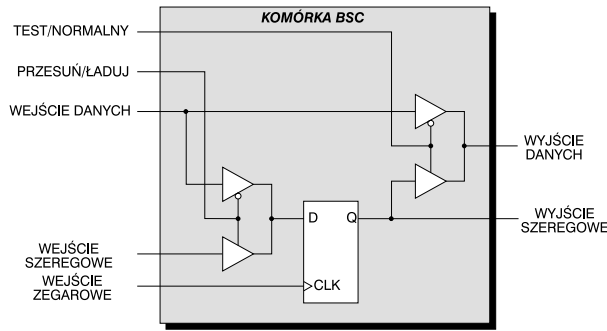 KOMÓRKA BSC
TEST/NORMALNY
PRZESUŃ/ŁADUJ
WEJŚCIE DANYCH
WYJŚCIE
DANYCH
D Q
WYJŚCIE
SZEREGOWE
WEJŚCIE
SZEREGOWE
WEJŚCIE
ZEGAROWE
CLK